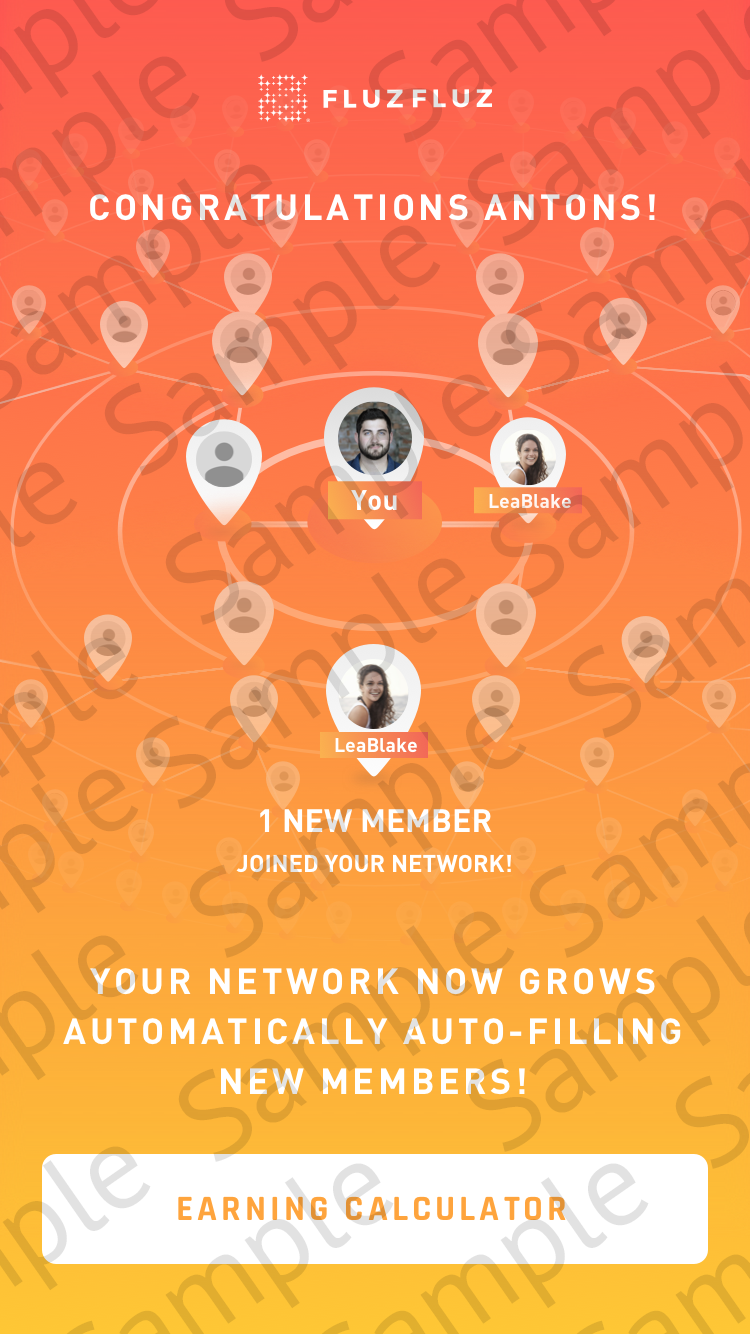 FLUZFLUZ
CONGRATULATIONS ANTONS!
You
LeaBlake
LeaBlake
1 NEW MEMBER
JOINED YOUR NETWORK!
YOUR NETWORK NOW GROWS
AUTOMATICALLY AUTO-FILLING
NEW MEMBERS!
EARNING CALCULATOR
Sample